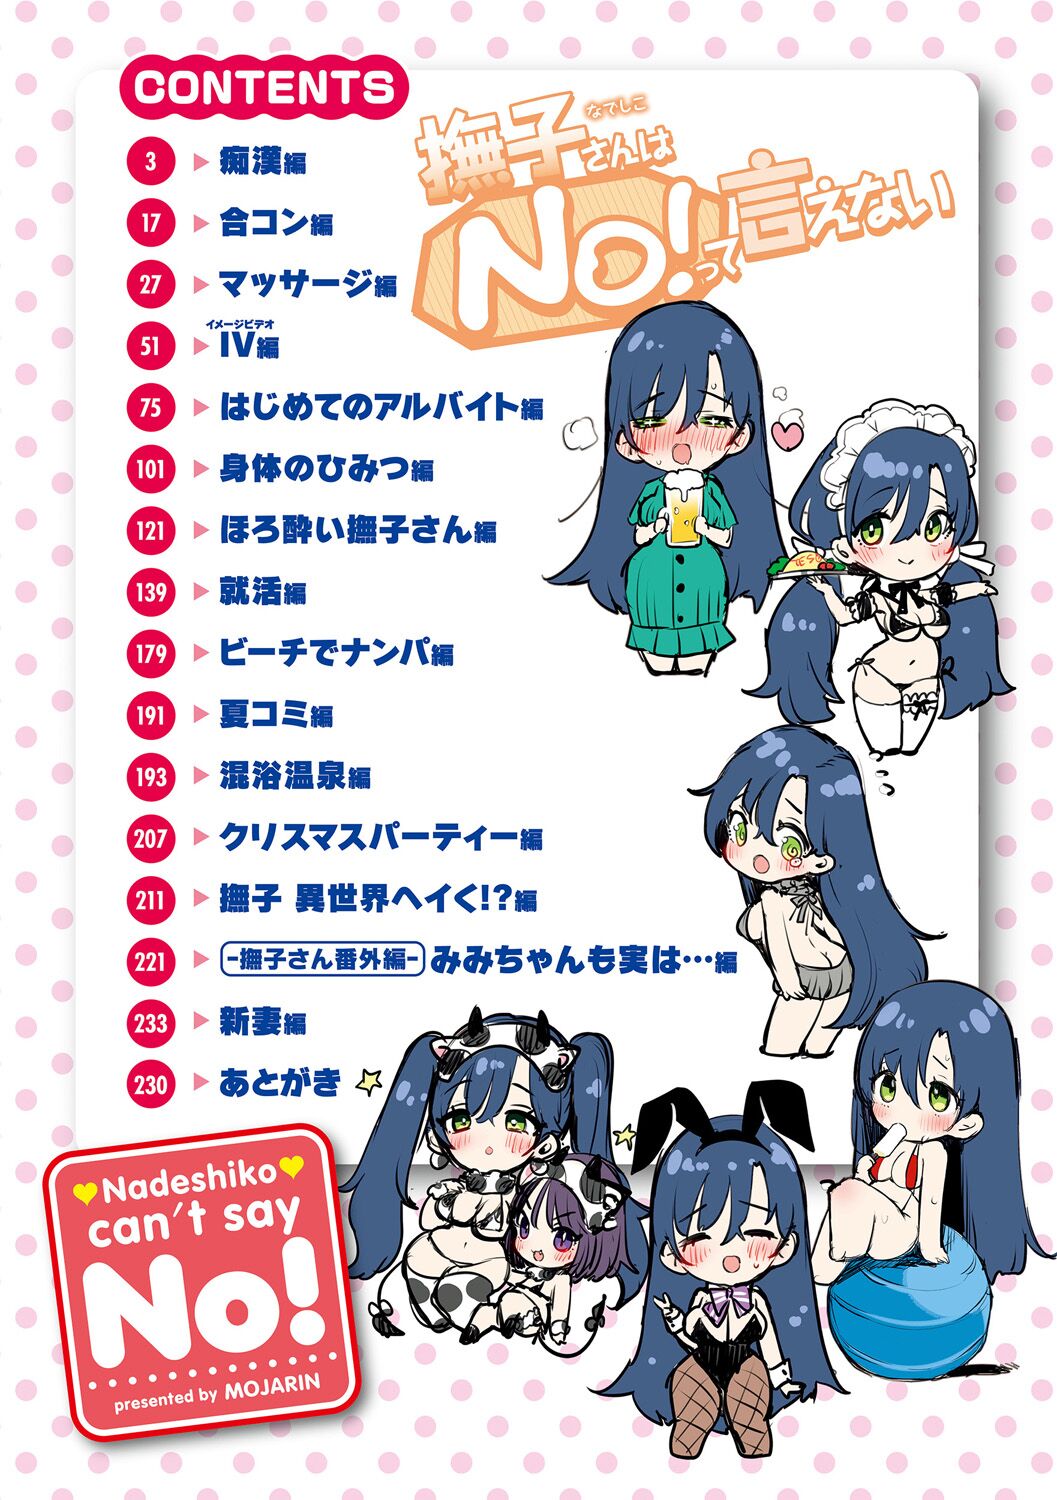 CONTENTS
撫子さんは
なでしこ
NO!って言えない
3 痴漢編
17 合コン編
27 マッサージ編
51 IV編
イメージビデオ
75 はじめてのアルバイト編
101 身体のひみつ編
121 ほろ酔い撫子さん編
139 就活編
179 ビーチでナンパ編
191 夏コミ編
193 混浴温泉編
207 クリスマスパーティー編
211 撫子 異世界へイく!?編
221 -撫子さん番外編- みみちゃんも実は…編
233 新妻編
230 あとがき
Nadeshiko
can't say
No!
presented by MOJARIN